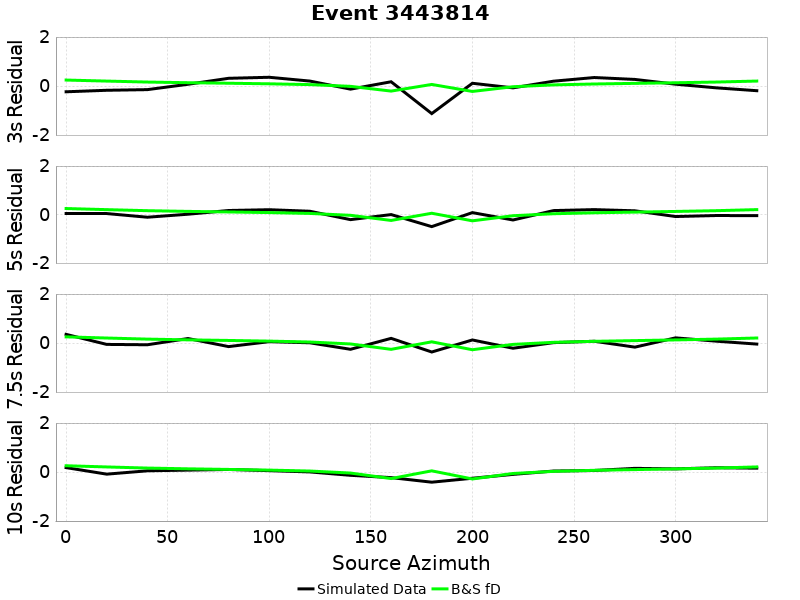 Event 3443814
3s Residual
2
0
-2
5s Residual
2
0
-2
7.5s Residual
2
0
-2
10s Residual
2
0
-2
0 50 100 150 200 250 300
Source Azimuth
Simulated Data B&S fD